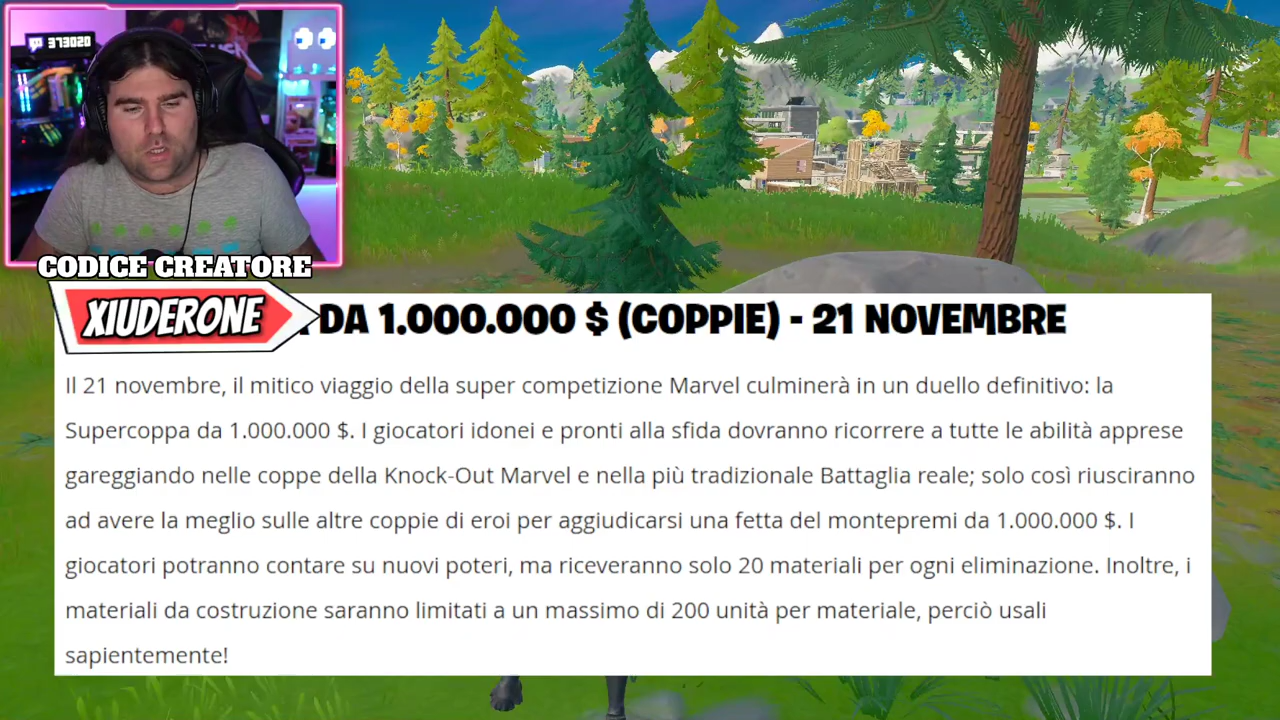 373020
CODICE CREATORE
XIUDERONE
DA 1.000.000 $ (COPPIE) - 21 NOVEMBRE
Il 21 novembre, il mitico viaggio della super competizione Marvel culminerà in un duello definitivo: la
Supercoppa da 1.000.000 $. I giocatori idonei e pronti alla sfida dovranno ricorrere a tutte le abilità apprese
gareggiando nelle coppe della Knock-Out Marvel e nella più tradizionale Battaglia reale; solo così riusciranno
ad avere la meglio sulle altre coppie di eroi per aggiudicarsi una fetta del montepremi da 1.000.000 $. I
giocatori potranno contare su nuovi poteri, ma riceveranno solo 20 materiali per ogni eliminazione. Inoltre, i
materiali da costruzione saranno limitati a un massimo di 200 unità per materiale, perciò usali
sapientemente!